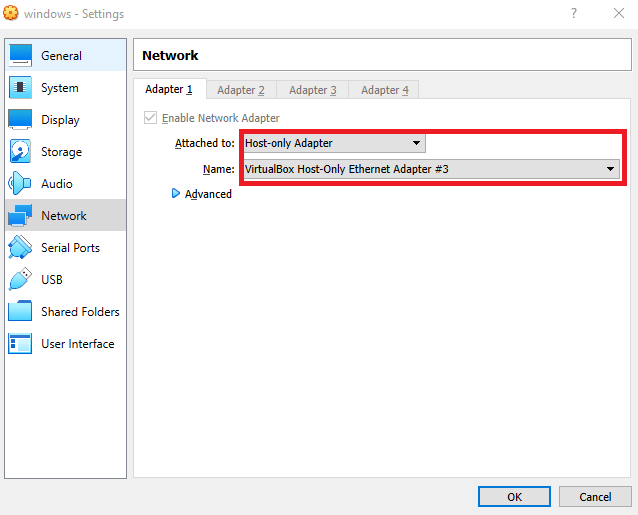 windows - Settings
?
General
System
Display
Storage
Audio
Network
Serial Ports
USB
Shared Folders
User Interface
Network
Adapter 1 Adapter 2 Adapter 3 Adapter 4
Enable Network Adapter
Attached to: Host-only Adapter
Name: VirtualBox Host-Only Ethernet Adapter #3
Advanced
OK Cancel